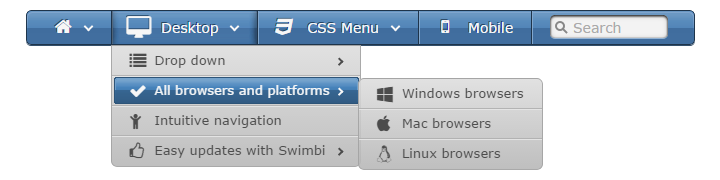 Desktop CSS Menu Mobile Search
Drop down
All browsers and platforms
Intuitive navigation
Easy updates with Swimbi
Windows browsers
Mac browsers
Linux browsers